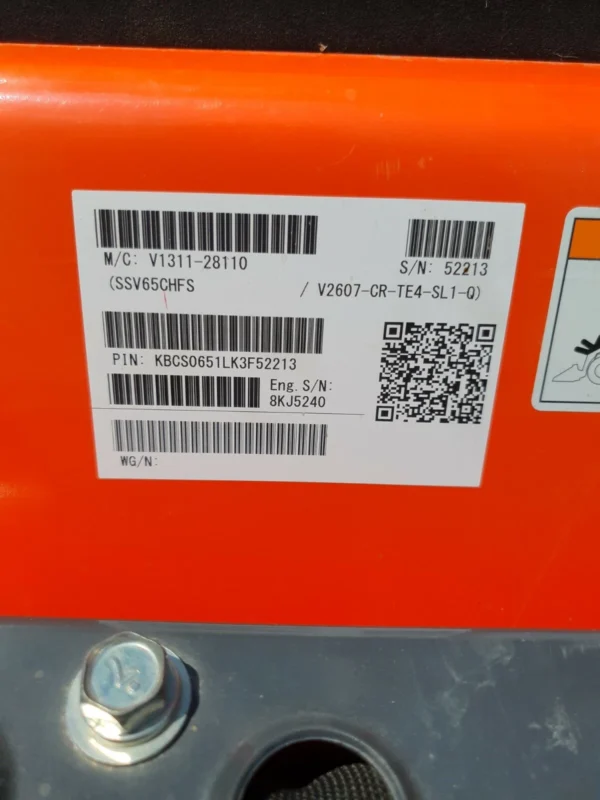 M/C: V1311-28110 S/N: 52213
(SSV65CHFS / V2607-CR-TE4-SL1-Q)
PIN: KBCS0651LK3F52213
Eng. S/N:
8KJ5240
WG/N: